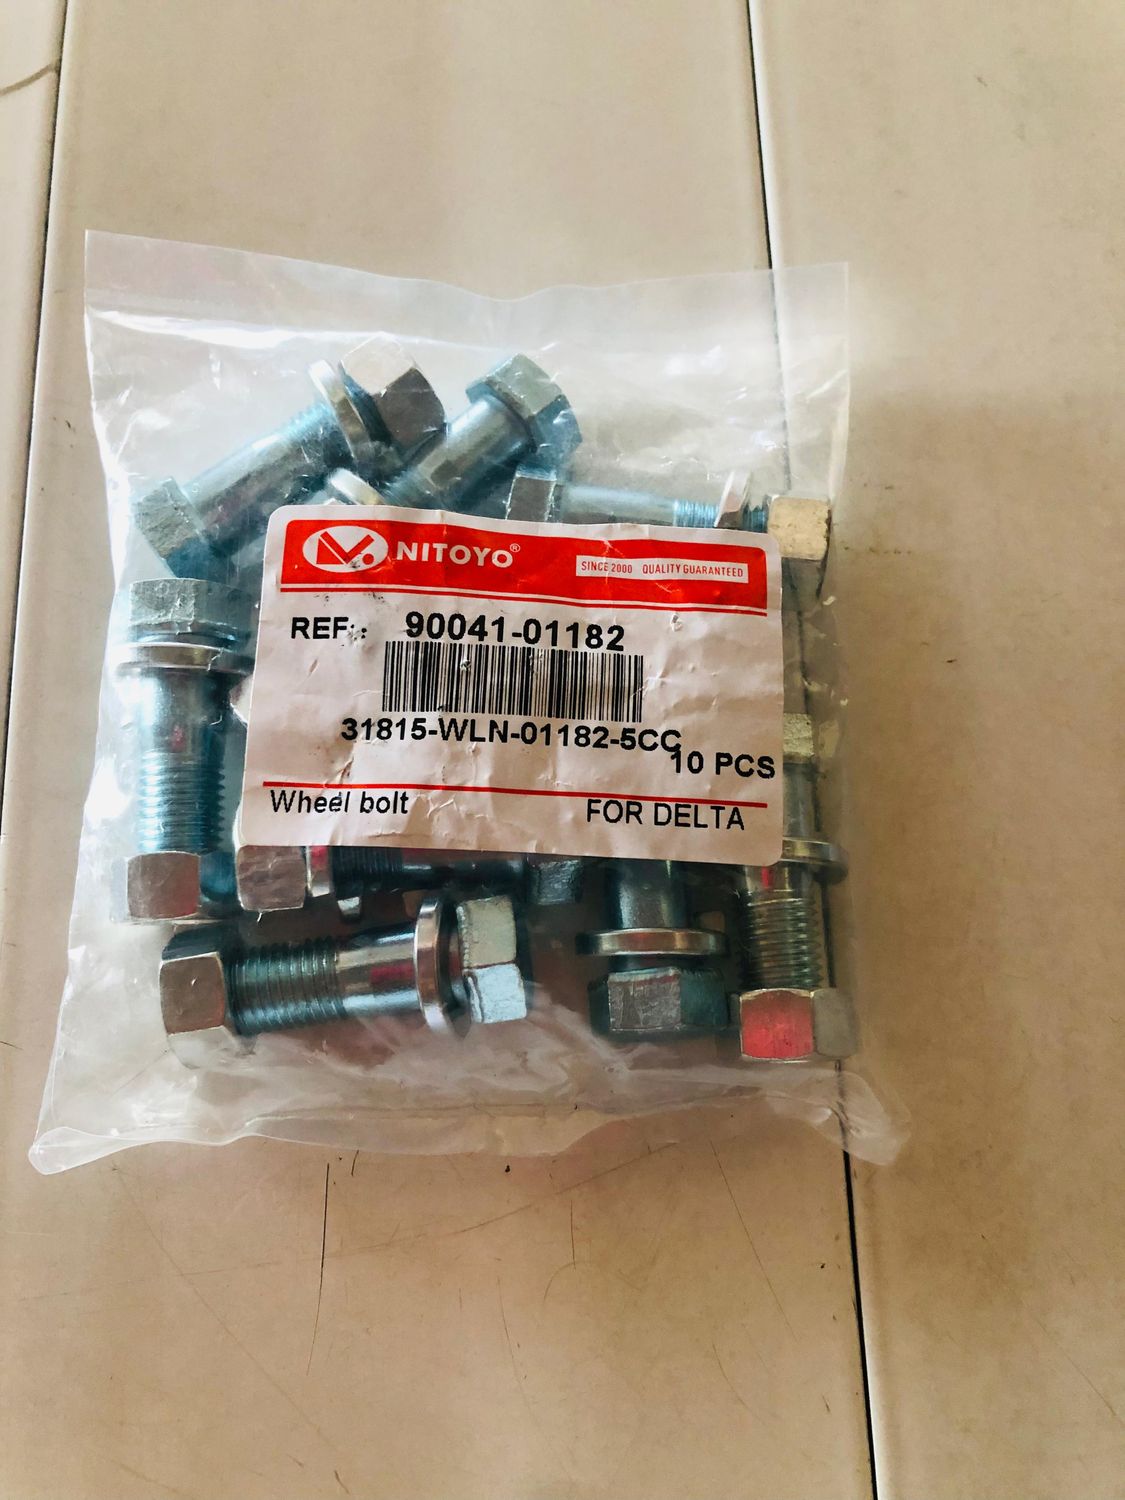 NITOYO®
SINCE 2000 QUALITY GUARANTEED
REF.: 90041-01182
31815-WLN-01182-5CC
10 PCS
Wheel bolt FOR DELTA